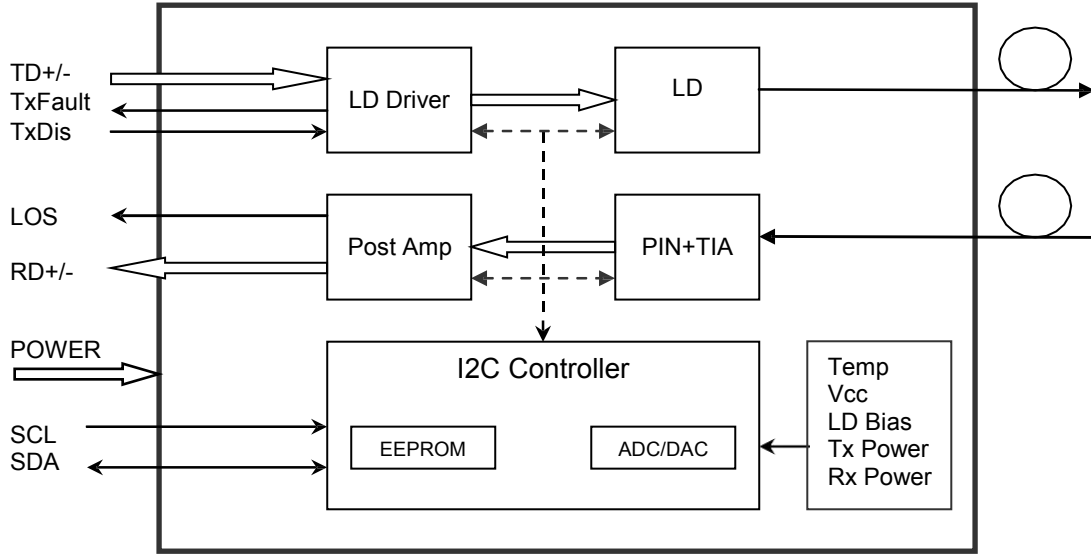 TD+/-
TxFault
TxDis
LD Driver
LD
LOS
RD+/-
Post Amp
PIN+TIA
POWER
SCL
SDA
I2C Controller
EEPROM
ADC/DAC
Temp
Vcc
LD Bias
Tx Power
Rx Power